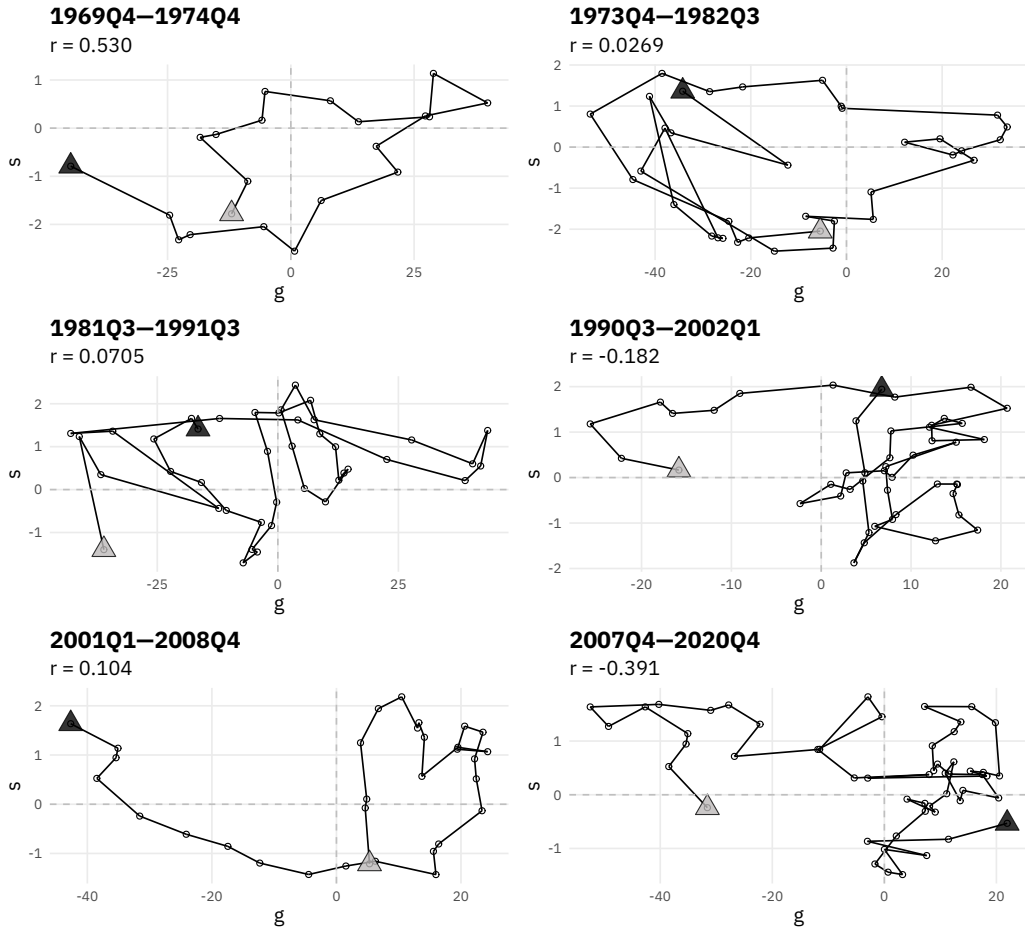 1969Q4—1974Q4
r = 0.530
1
0
-1
-2
s
-25
0
25
g
1973Q4—1982Q3
r = 0.0269
2
1
0
-1
-2
s
-40
-20
0
20
g
1981Q3—1991Q3
r = 0.0705
2
1
0
-1
s
-25
0
25
g
1990Q3—2002Q1
r = -0.182
2
1
0
-1
-2
s
-20
-10
0
10
20
g
2001Q1—2008Q4
r = 0.104
2
1
0
-1
s
-40
-20
0
20
g
2007Q4—2020Q4
r = -0.391
1
0
-1
s
-40
-20
0
20
g